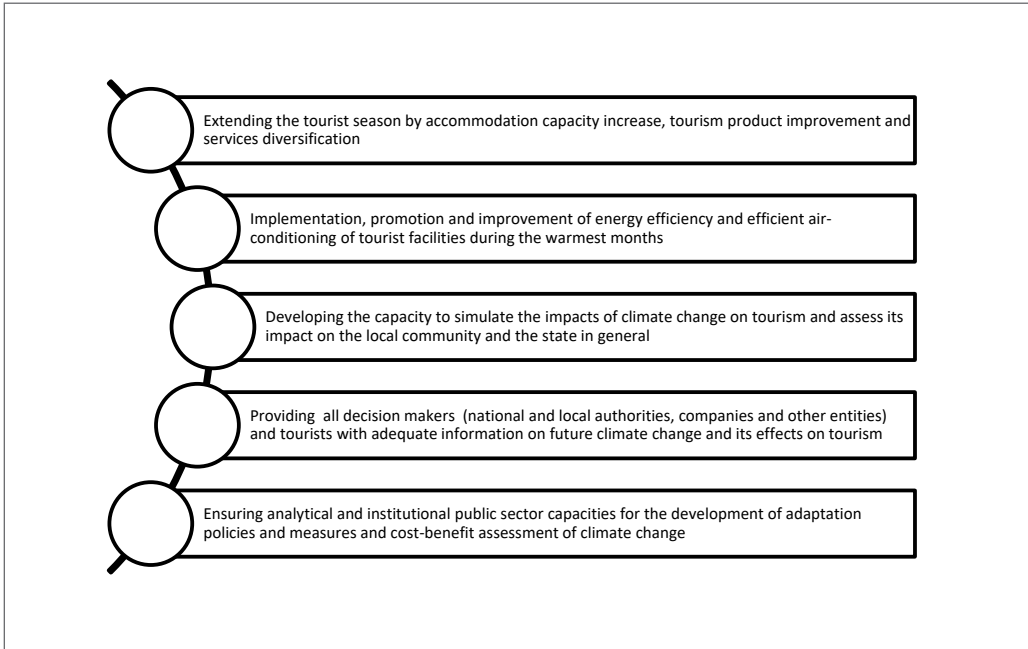 Extending the tourist season by accommodation capacity increase, tourism product improvement and
services diversification
Implementation, promotion and improvement of energy efficiency and efficient air-
conditioning of tourist facilities during the warmest months
Developing the capacity to simulate the impacts of climate change on tourism and assess its
impact on the local community and the state in general
Providing  all decision makers  (national and local authorities, companies and other entities)
and tourists with adequate information on future climate change and its effects on tourism
Ensuring analytical and institutional public sector capacities for the development of adaptation
policies and measures and cost-benefit assessment of climate change